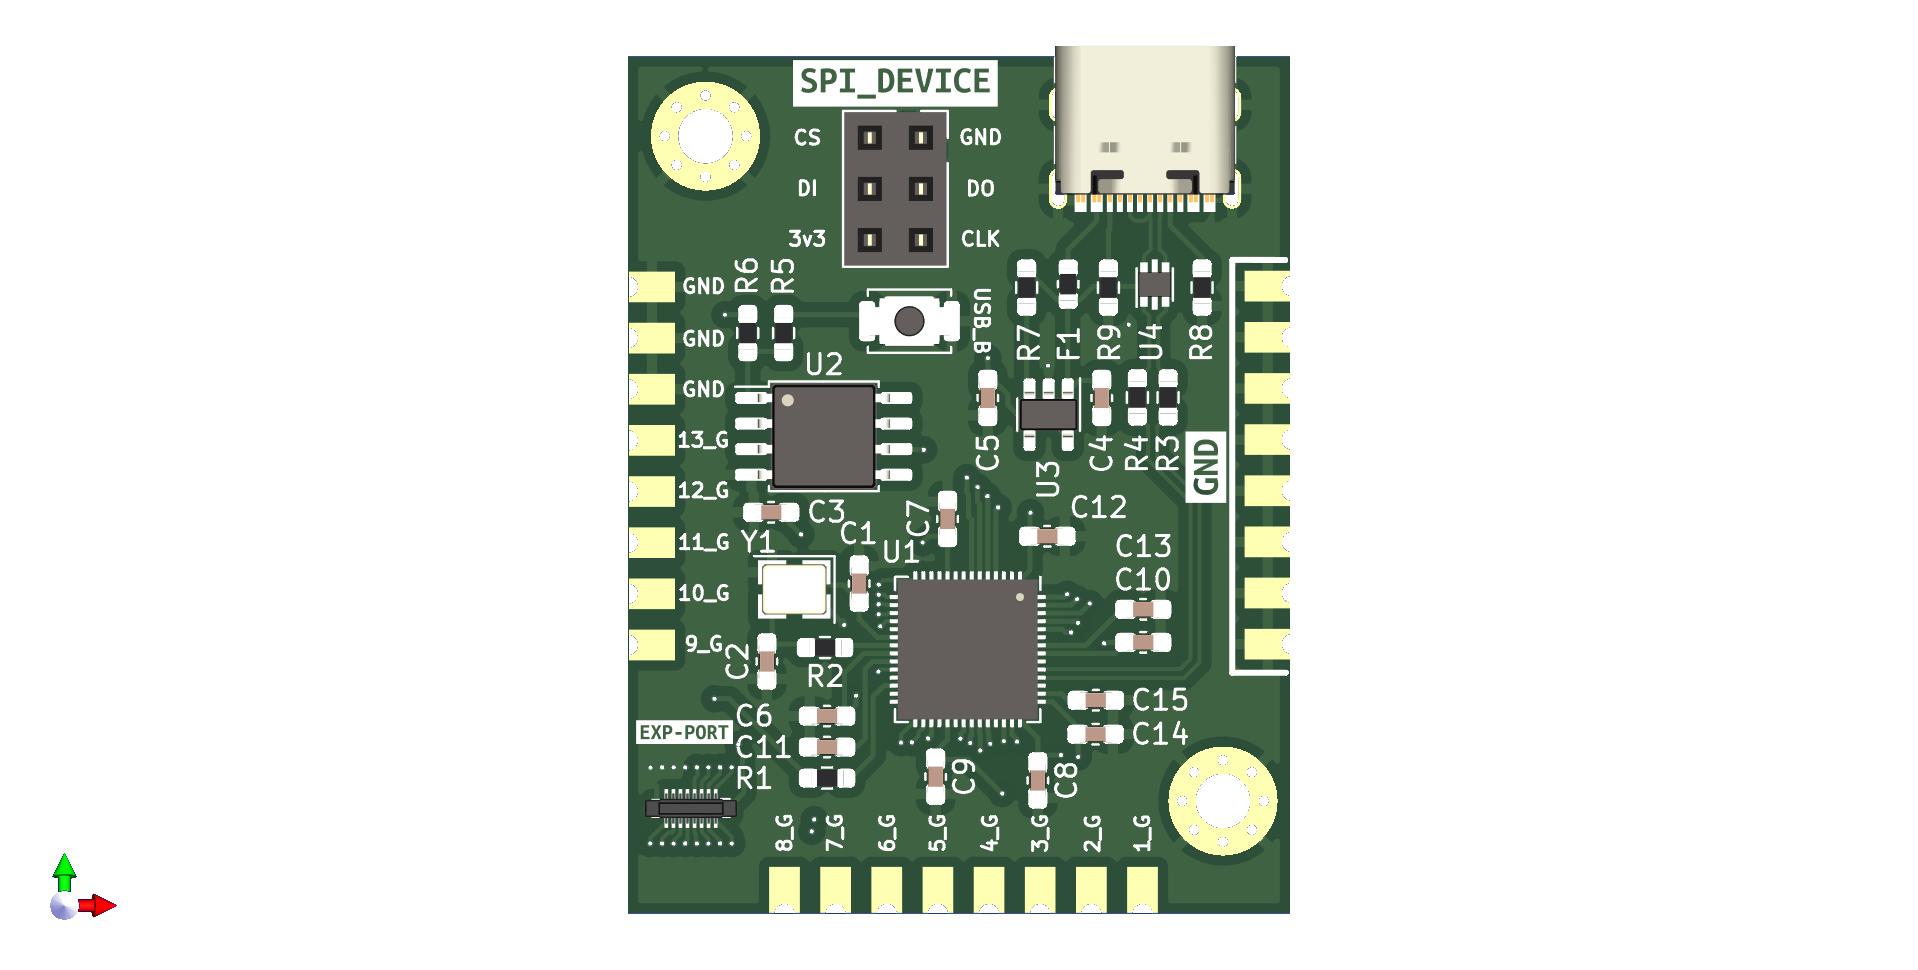 SPI_DEVICE
CS
GND
DI
DO
3v3
CLK
R6
R5
GND
GND
GND
13_G
12_G
11_G
10_G
9_G
USB_B
R7
F1
R9
U4
R8
U2
C5
U3
C4
R4
R3
GND
C3
C1
C7
C12
Y1
U1
C13
C10
C2
R2
C6
C11
R1
C15
C14
EXP-PORT
C9
C8
8_G
7_G
6_G
5_G
4_G
3_G
2_G
1_G